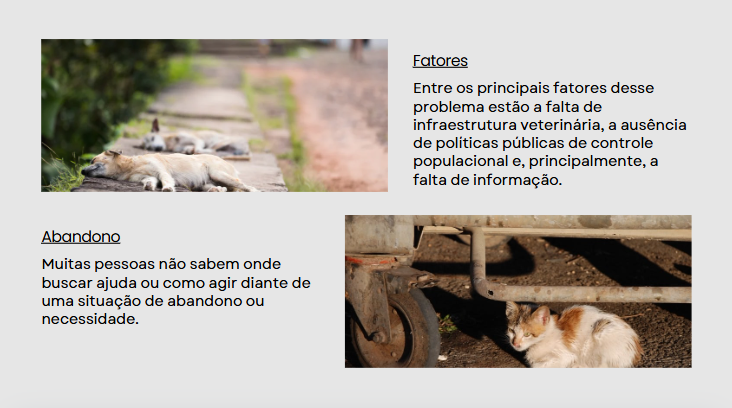 Fatores
Entre os principais fatores desse
problema estão a falta de
infraestrutura veterinária, a ausência
de políticas públicas de controle
populacional e, principalmente, a
falta de informação.
Abandono
Muitas pessoas não sabem onde
buscar ajuda ou como agir diante de
uma situação de abandono ou
necessidade.